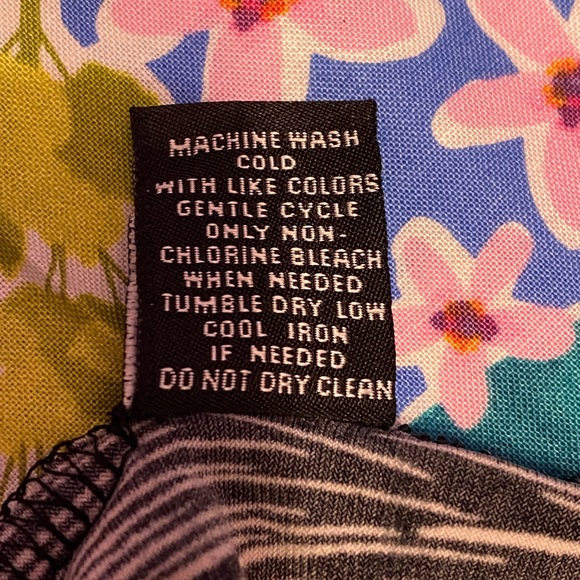 MACHINE WASH
COLD
WITH LIKE COLORS
GENTLE CYCLE
ONLY NON-
CHLORINE BLEACH
WHEN NEEDED
TUMBLE DRY LOW
COOL IRON
IF NEEDED
DO NOT DRY CLEAN